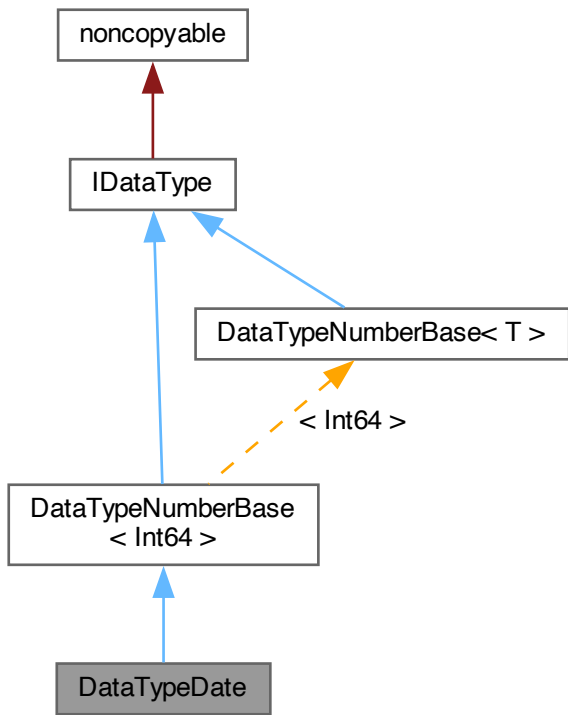 noncopyable
IDataType
DataTypeNumberBase< T >
< Int64 >
DataTypeNumberBase
< Int64 >
DataTypeDate